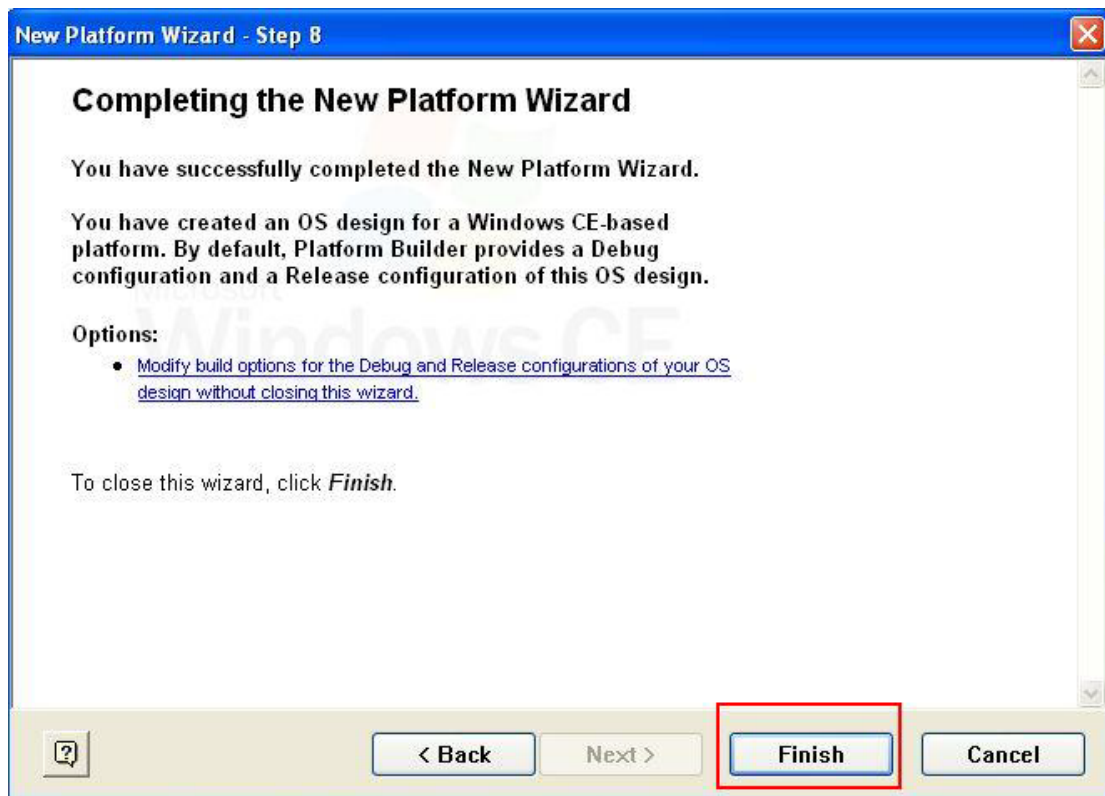 New Platform Wizard - Step 8
Completing the New Platform Wizard
You have successfully completed the New Platform Wizard.
You have created an OS design for a Windows CE-based
platform. By default, Platform Builder provides a Debug
configuration and a Release configuration of this OS design.
Microsoft
Windows CE
Options:
• Modify build options for the Debug and Release configurations of your OS
design without closing this wizard.
To close this wizard, click Finish.
< Back
Next >
Finish
Cancel